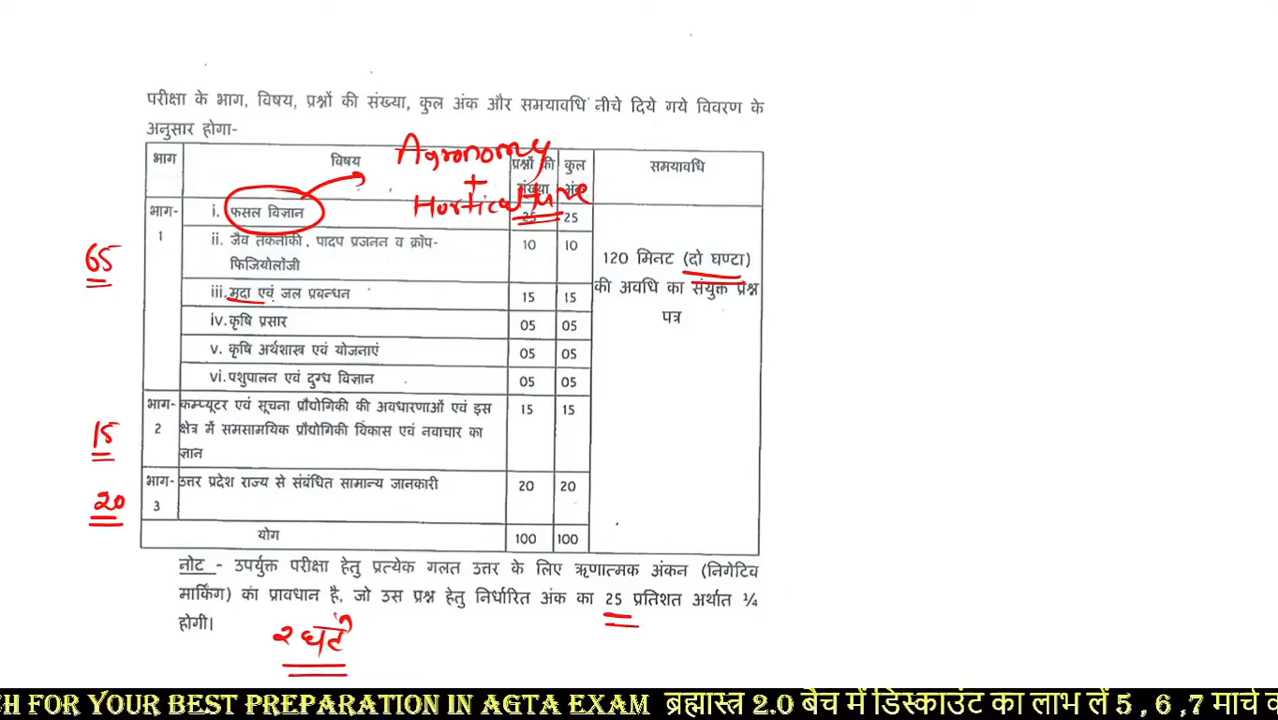 परीक्षा के भाग, विषय, प्रश्नों की संख्या, कुल अंक और समयावधि नीचे दिये गये विवरण के
अनुसार होगा-
भाग विषय प्रश्नों की संख्या कुल अंक समयावधि
Agronomy
+
Horticulture
भाग-1
i. फसल विज्ञान 25 25
ii. जैव तकनीकी, पादप प्रजनन व क्रॉप-
फिजियोलॉजी 10 10
iii. मृदा एवं जल प्रबन्धन 15 15
iv. कृषि प्रसार 05 05
v. कृषि अर्थशास्त्र एवं योजनाएं 05 05
vi. पशुपालन एवं दुग्ध विज्ञान 05 05
65
120 मिनट (दो घण्टा)
की अवधि का संयुक्त प्रश्न
पत्र
भाग-2
कम्प्यूटर एवं सूचना प्रौद्योगिकी की अवधारणाओं एवं इस 15 15
क्षेत्र में समसामयिक प्रौद्योगिकी विकास एवं नवाचार का
ज्ञान
15
भाग-3
उत्तर प्रदेश राज्य से संबंधित सामान्य जानकारी 20 20
20
योग 100 100
नोट - उपर्युक्त परीक्षा हेतु प्रत्येक गलत उत्तर के लिए ऋणात्मक अंकन (निगेटिव
मार्किंग) का प्रावधान है, जो उस प्रश्न हेतु निर्धारित अंक का 25 प्रतिशत अर्थात ¼
होगी।
२ घंटे
CH FOR YOUR BEST PREPARATION IN AGTA EXAM ब्रह्मास्त्र 2.0 बेच में डिस्काउंट का लाभ लें 5 , 6 ,7 मार्च